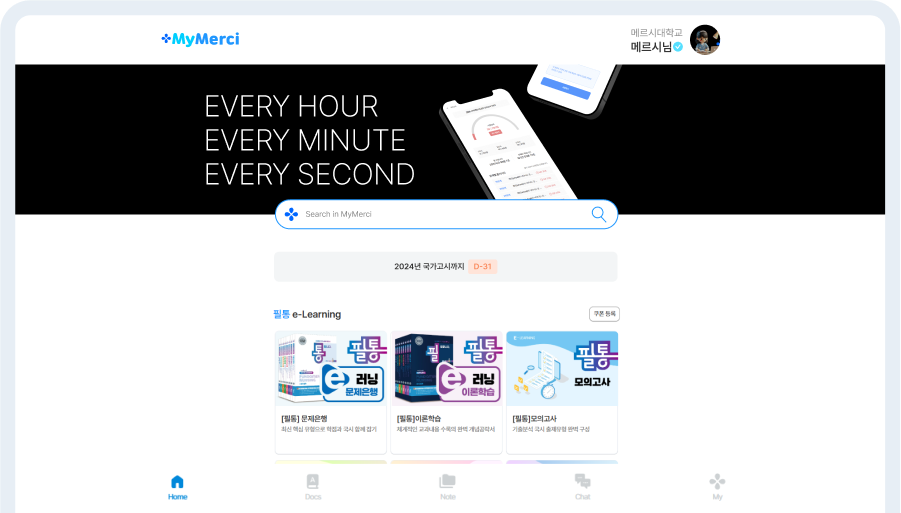 MyMerci
메르시대학교
메르시님
EVERY HOUR
EVERY MINUTE
EVERY SECOND
Search in MyMerci
2024년 국가고시까지 D-31
필통 e-Learning
쿠폰 등록
통
필통
e 러닝
문제은행
필
필통
e 러닝
이론학습
필통
모의고사
[필통] 문제은행
최신 핵심 유형으로 학점과 국시 함께 잡기
[필통]이론학습
체계적인 교과내용 수록의 완벽 개념공략서
[필통]모의고사
기출분석 국시 출제유형 완벽 구성
Home
Docs
Note
Chat
My